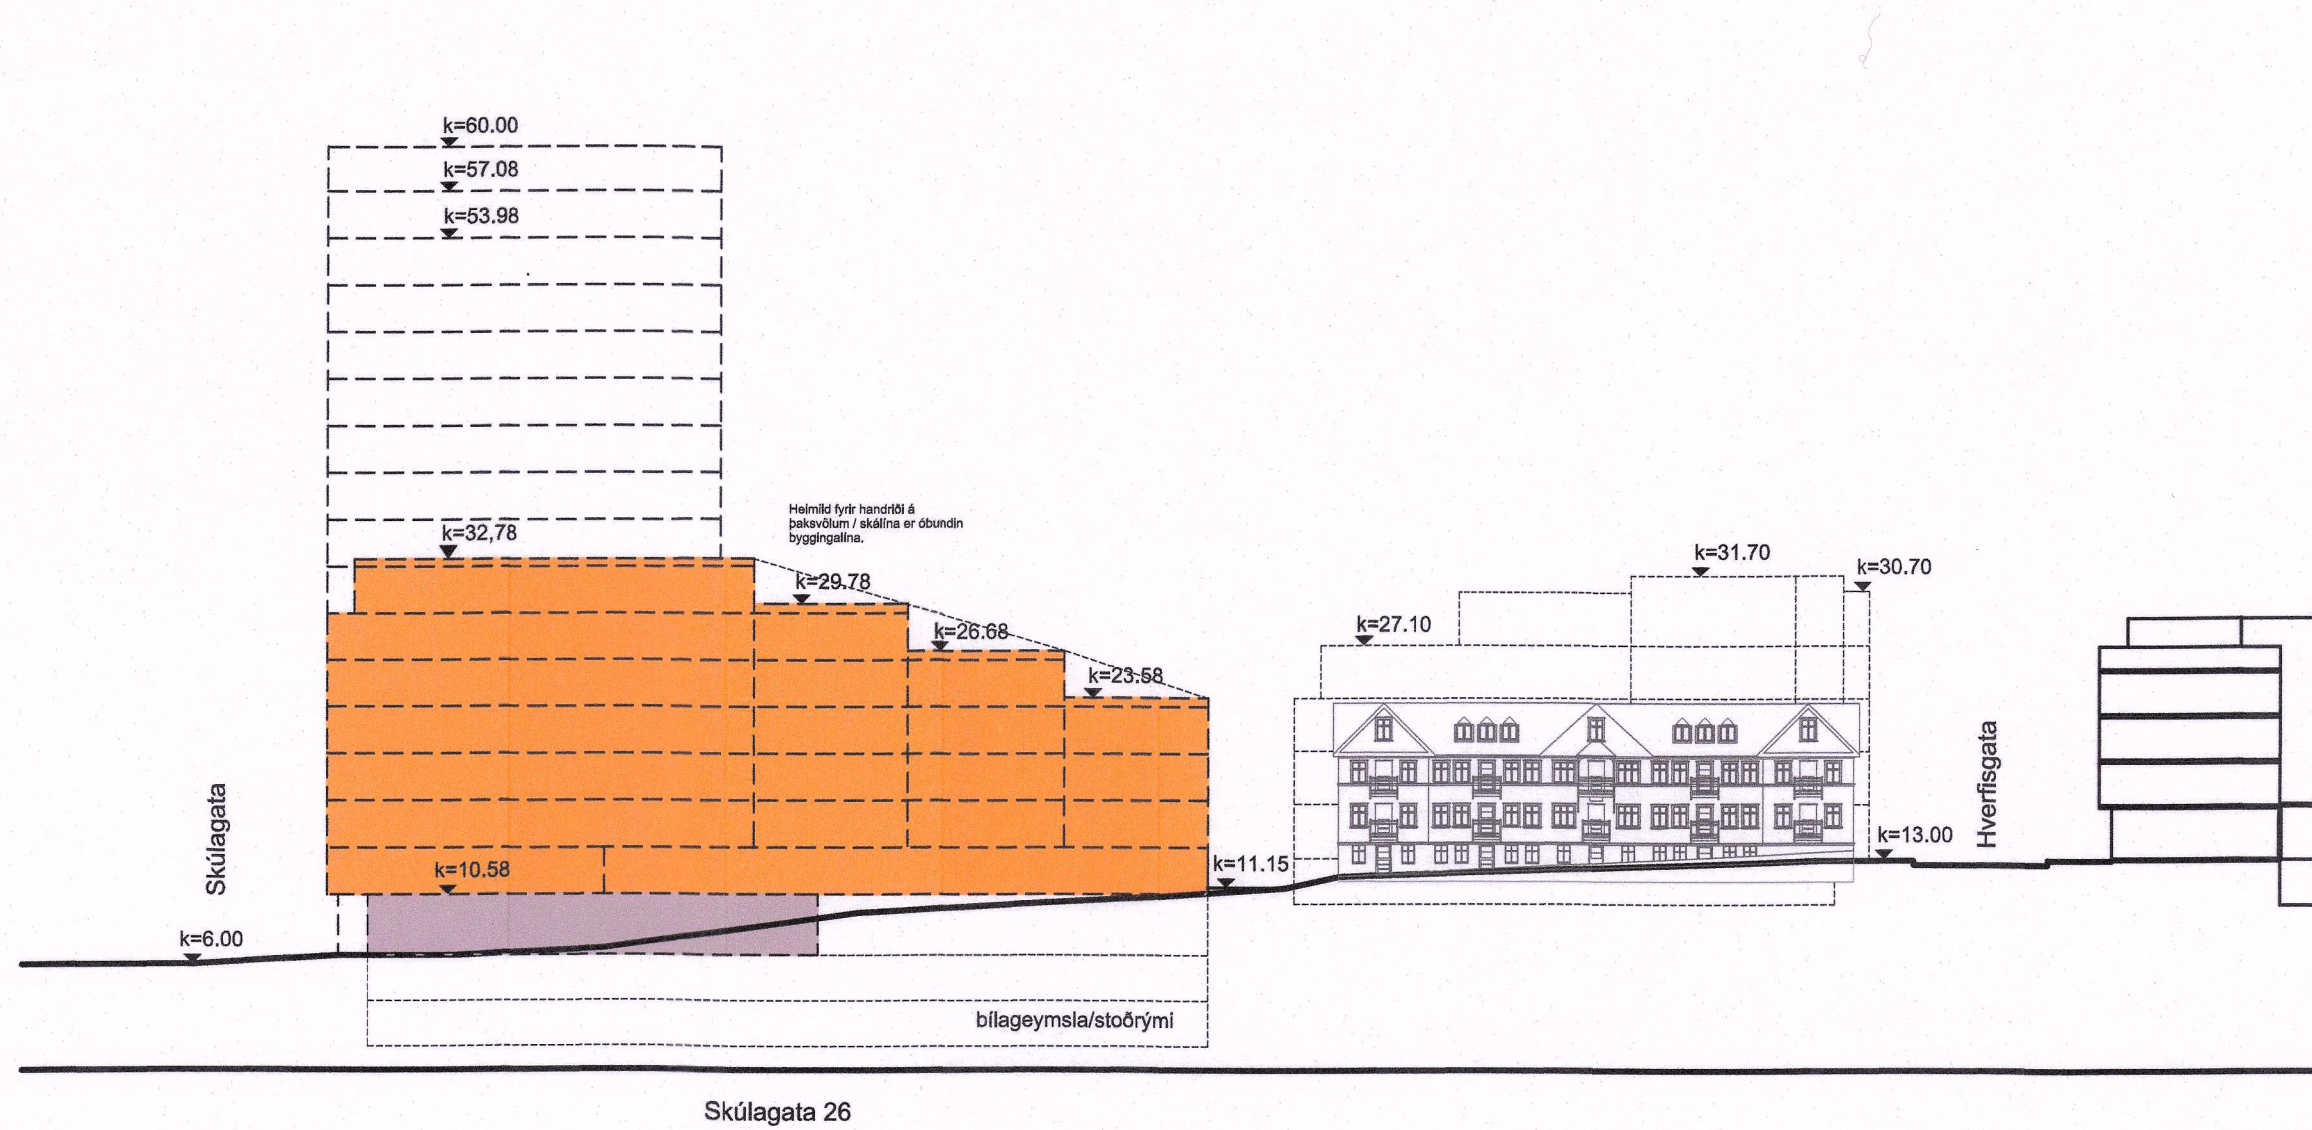 k=60.00
k=57.08
k=53.98
k=32,78
Heimild fyrir handriði á
þaksvölum / skálína er óbundin
byggingalína.
k=29.78
k=26.68
k=23.58
k=31.70
k=30.70
k=27.10
Skúlagata
k=10.58
k=11.15
k=13.00
Hverfisgata
k=6.00
bílageymsla/stoðrými
Skúlagata 26